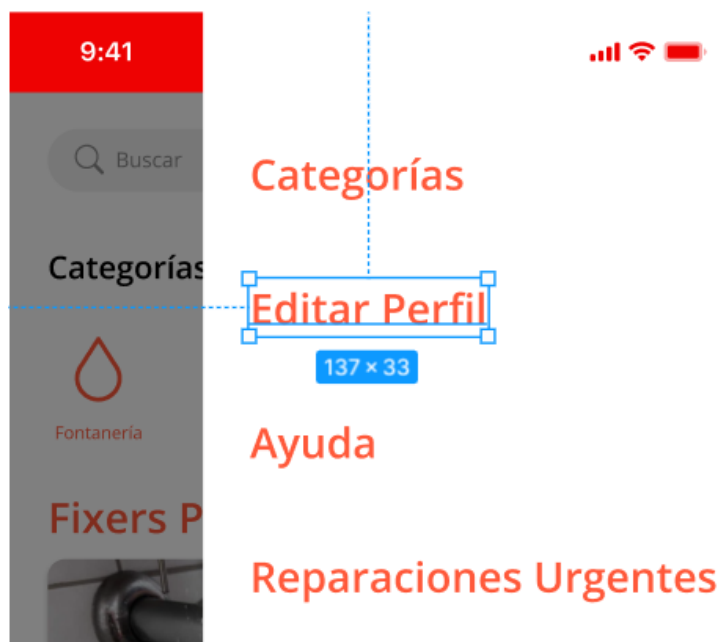 9:41
Buscar
Categorías
Fontanería
Fixers P
Categorías
Editar Perfil
137 × 33
Ayuda
Reparaciones Urgentes